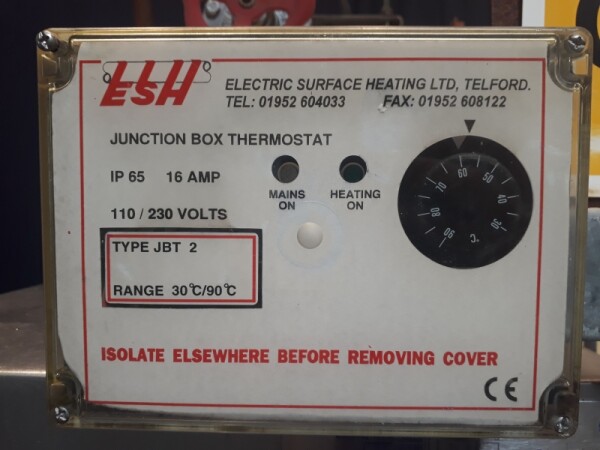 ESH
ELECTRIC SURFACE HEATING LTD, TELFORD.
TEL: 01952 604033 FAX: 01952 608122
JUNCTION BOX THERMOSTAT
IP 65 16 AMP
MAINS ON
HEATING ON
110 / 230 VOLTS
TYPE JBT 2
RANGE 30°C/90°C
30 40 50 60 70 80 90
°C
ISOLATE ELSEWHERE BEFORE REMOVING COVER
CE